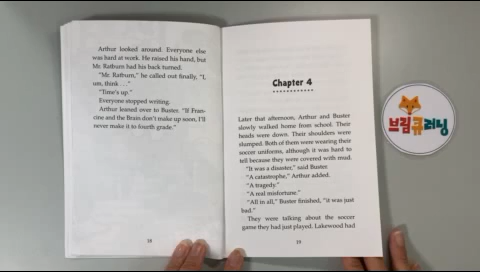 Arthur looked around. Everyone else
was hard at work. He raised his hand, but
Mr. Ratburn had his back turned.
"Mr. Ratburn," he called out finally, "I,
um, think . . ."
"Time's up."
Everyone stopped writing.
Arthur leaned over to Buster. "If Fran-
cine and the Brain don't make up soon, I'll
never make it to fourth grade."
18
Chapter 4
Later that afternoon, Arthur and Buster
slowly walked home from school. Their
heads were down. Their shoulders were
slumped. Both of them were wearing their
soccer uniforms, although it was hard to
tell because they were covered with mud.
"It was a disaster," said Buster.
"A catastrophe," Arthur added.
"A tragedy."
"A real misfortune."
"All in all," Buster finished, "it was just
bad."
They were talking about the soccer
game they had just played. Lakewood had
19
브림큐
러닝